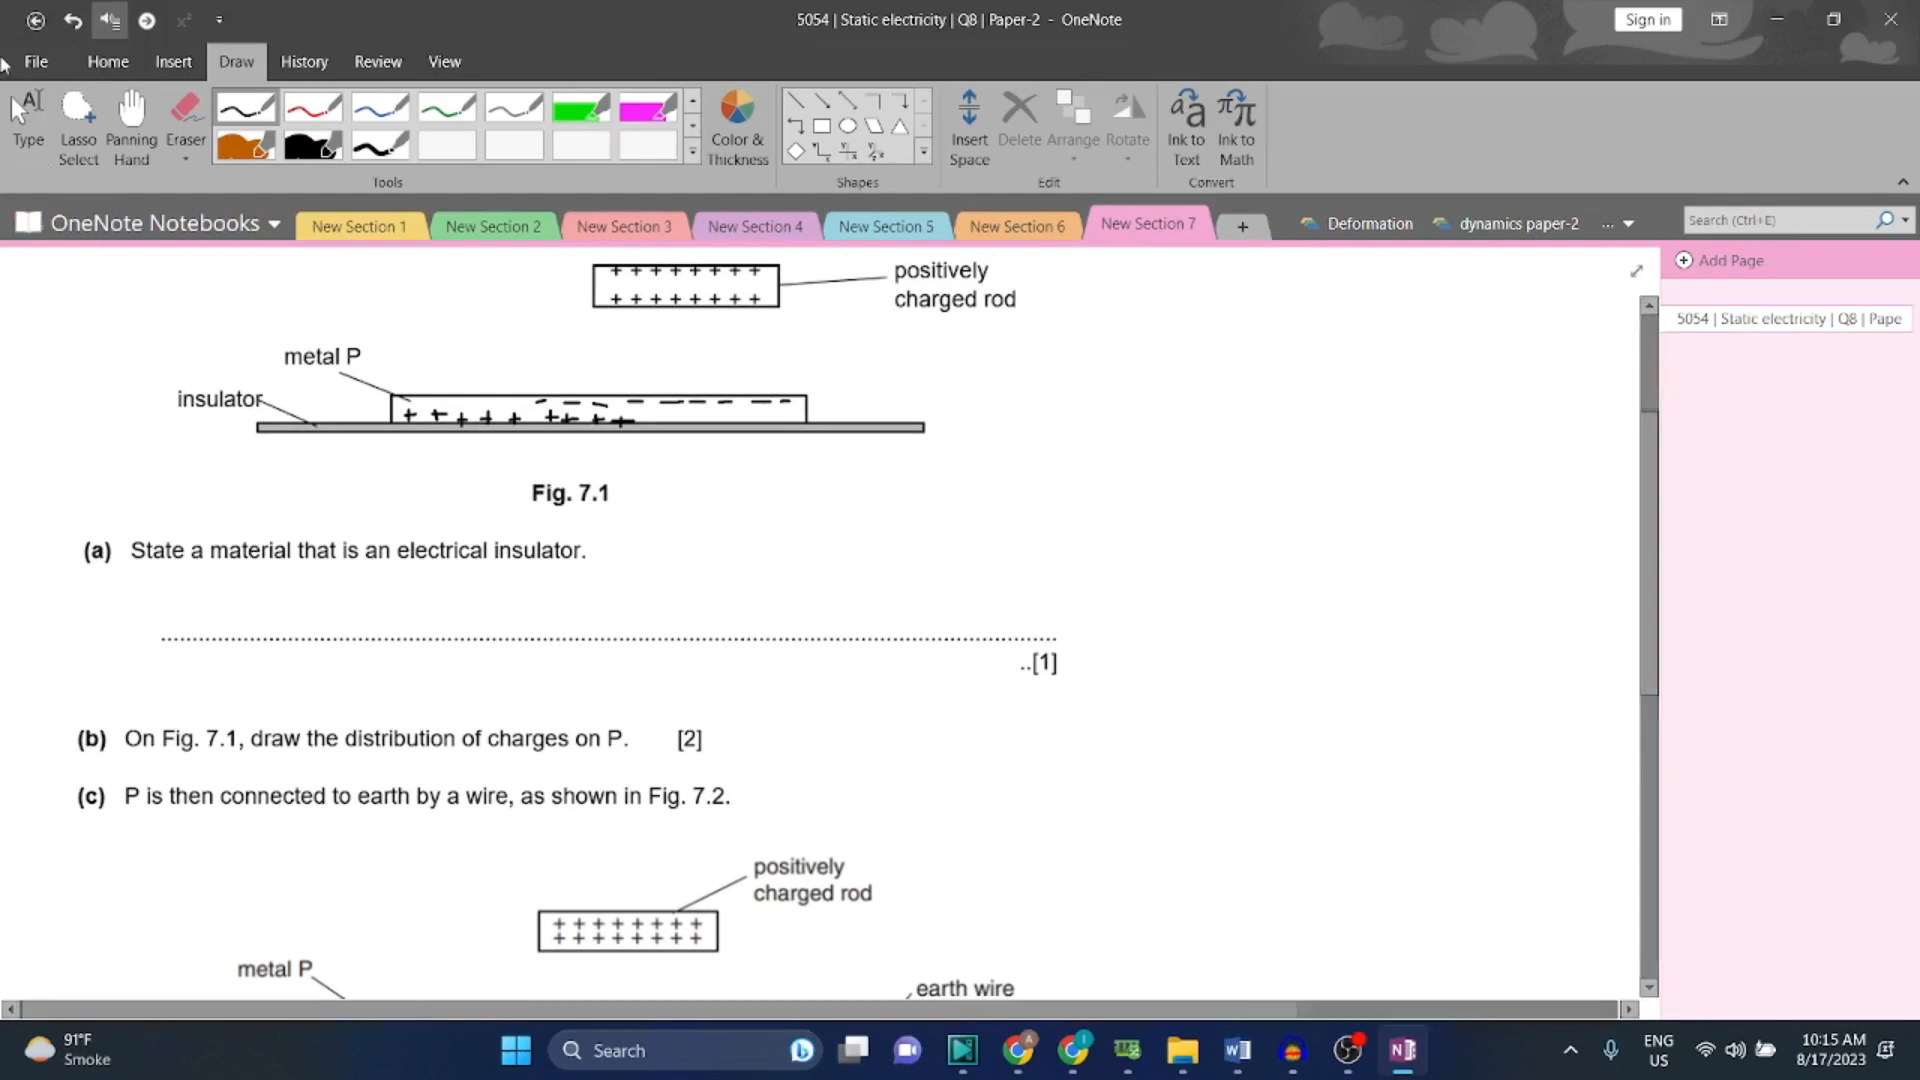 5054 | Static electricity | Q8 | Paper-2 - OneNote
Sign in
File Home Insert Draw History Review View
Type
Lasso Select
Panning Hand
Eraser
Color & Thickness
Insert Space
Delete
Arrange
Rotate
Ink to Text
Ink to Math
Tools
Shapes
Edit
Convert
OneNote Notebooks
New Section 1
New Section 2
New Section 3
New Section 4
New Section 5
New Section 6
New Section 7
+
Deformation
dynamics paper-2
...
Search (Ctrl+E)
Add Page
5054 | Static electricity | Q8 | Pape
+ + + + + + + +
+ + + + + + + +
positively
charged rod
metal P
insulator
Fig. 7.1
(a) State a material that is an electrical insulator.
..[1]
(b) On Fig. 7.1, draw the distribution of charges on P. [2]
(c) P is then connected to earth by a wire, as shown in Fig. 7.2.
positively
charged rod
+ + + + + + + +
+ + + + + + + +
metal P
earth wire
91°F
Smoke
Search
ENG
US
10:15 AM
8/17/2023